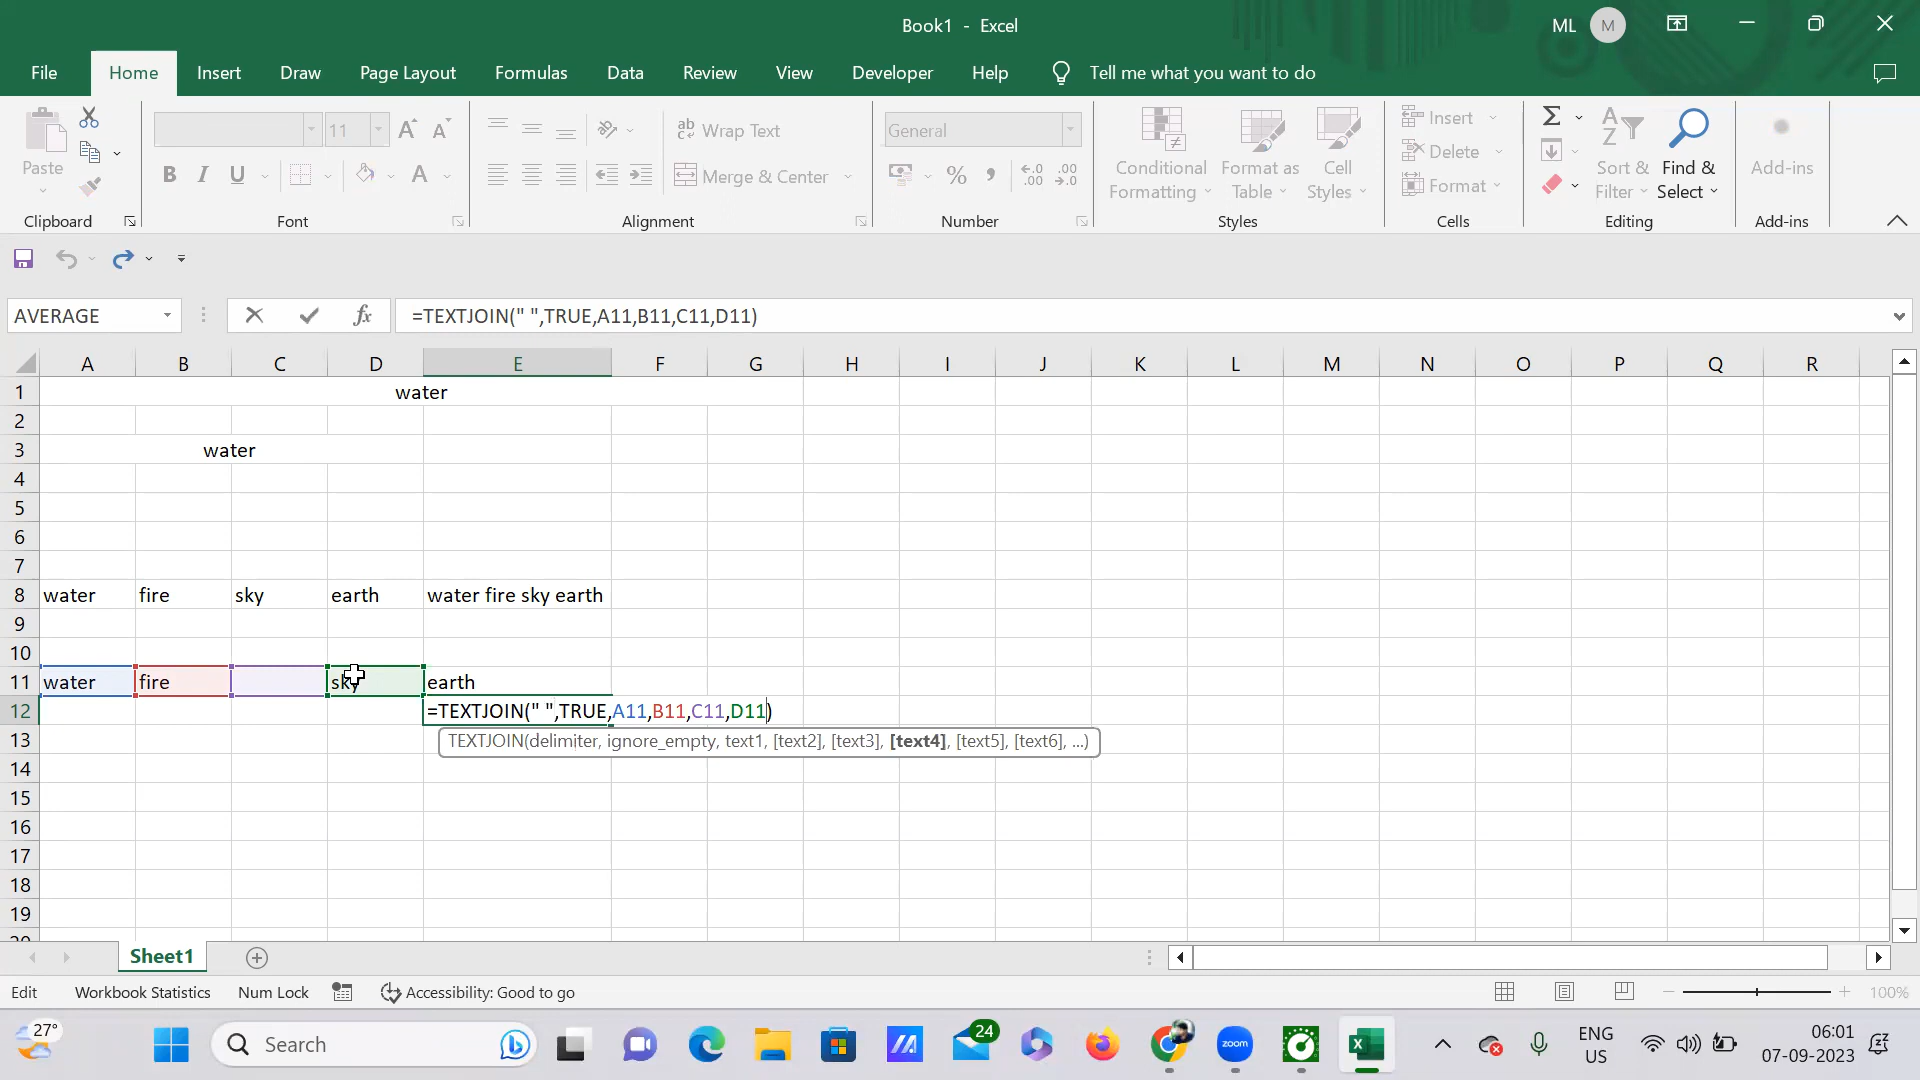 Book1 - Excel
ML M
File Home Insert Draw Page Layout Formulas Data Review View Developer Help Tell me what you want to do
Paste
Clipboard
11 A A
B I U A
Font
ab Wrap Text
Merge & Center
Alignment
General
% , .00 .00
Number
Conditional Formatting
Format as Table
Cell Styles
Styles
Insert
Delete
Format
Cells
Sort & Filter
Find & Select
Editing
Add-ins
Add-ins
AVERAGE fx =TEXTJOIN(" ",TRUE,A11,B11,C11,D11)
A B C D E F G H I J K L M N O P Q R
1 water
2
3 water
4
5
6
7
8 water fire sky earth water fire sky earth
9
10
11 water fire sky earth
12 =TEXTJOIN(" ",TRUE,A11,B11,C11,D11)
TEXTJOIN(delimiter, ignore_empty, text1, [text2], [text3], [text4], [text5], [text6], ...)
13
14
15
16
17
18
19
20
Sheet1
Edit Workbook Statistics Num Lock Accessibility: Good to go 100%
27° Search 24 zoom ENG US 06:01 07-09-2023